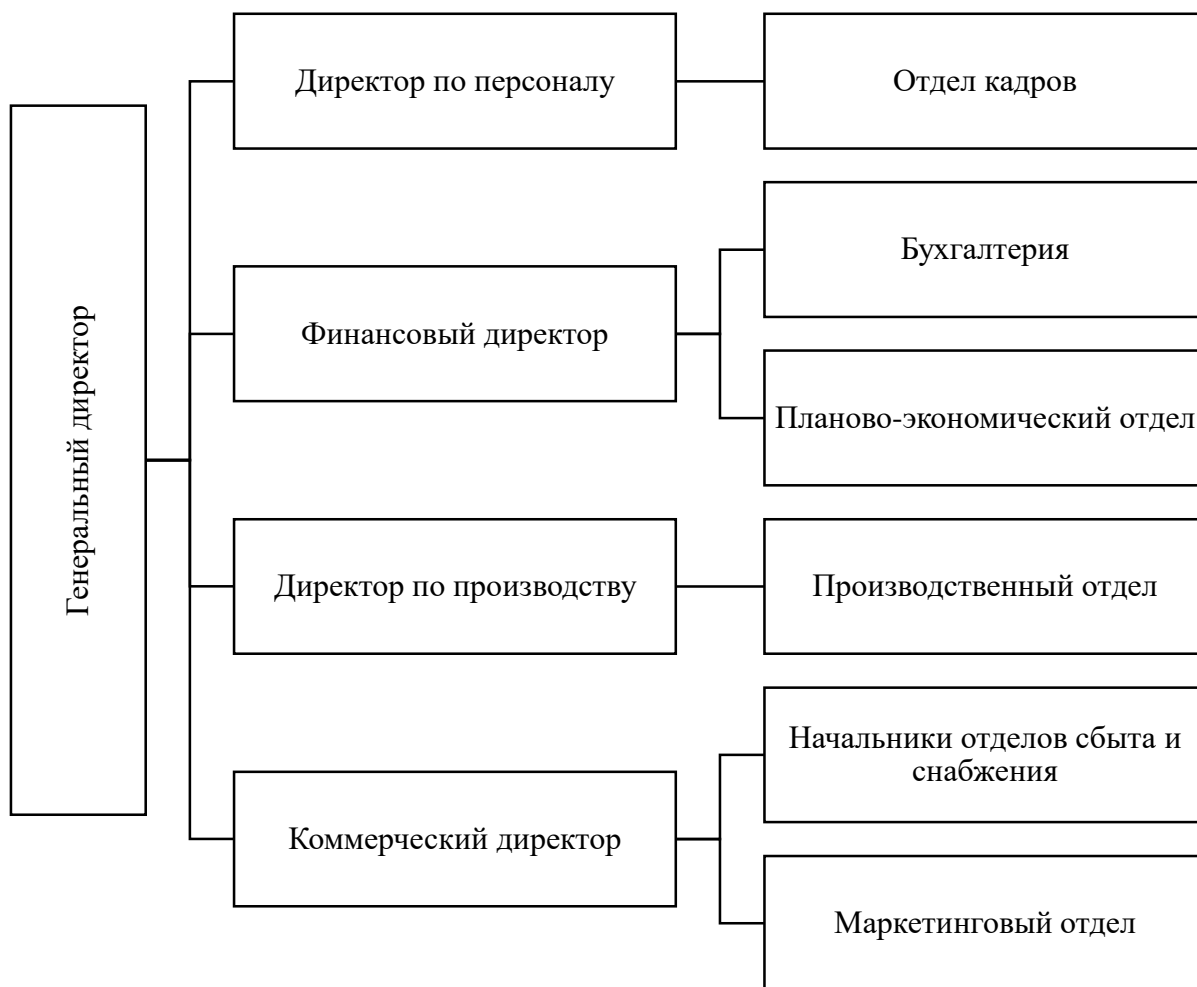 Генеральный директор
Директор по персоналу
Отдел кадров
Финансовый директор
Бухгалтерия
Планово-экономический отдел
Директор по производству
Производственный отдел
Коммерческий директор
Начальники отделов сбыта и
снабжения
Маркетинговый отдел